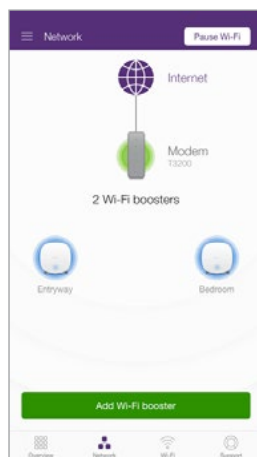 Network
Pause Wi-Fi
Internet
Modem
T3200
2 Wi-Fi boosters
Entryway
Bedroom
Add Wi-Fi booster
Overview
Network
Wi-Fi
Support